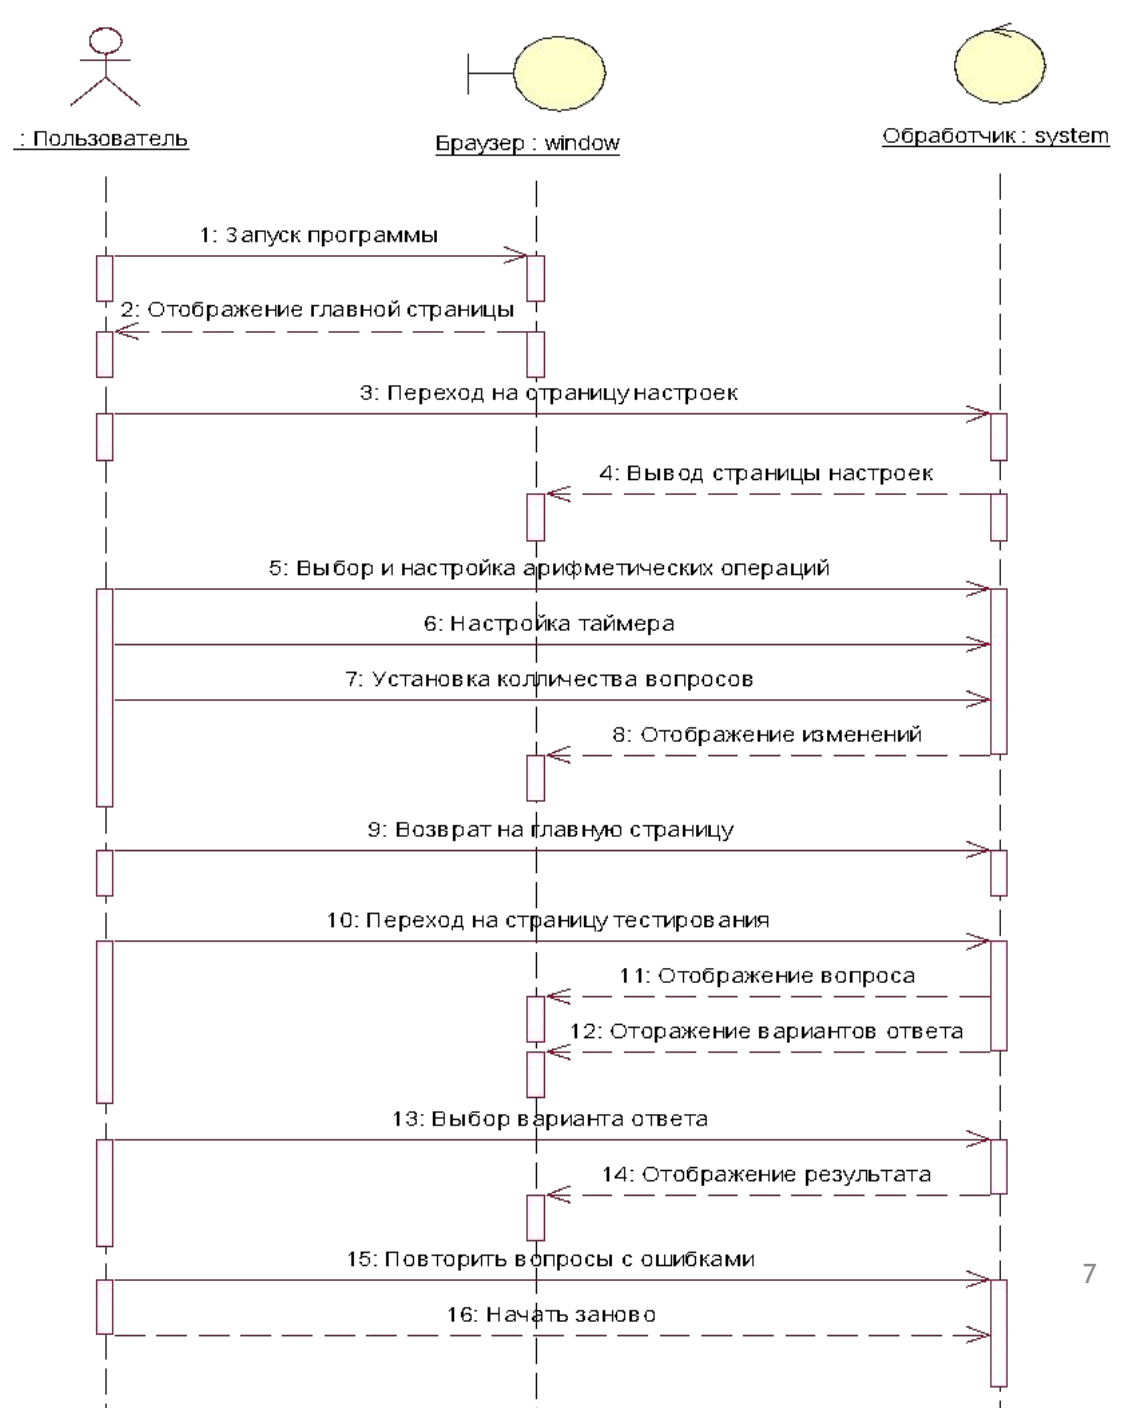 : Пользователь
Браузер : window
Обработчик : system
1: Запуск программы
2: Отображение главной страницы
3: Переход на страницу настроек
4: Вывод страницы настроек
5: Выбор и настройка арифметических операций
6: Настройка таймера
7: Установка колличества вопросов
8: Отображение изменений
9: Возврат на главную страницу
10: Переход на страницу тестирования
11: Отображение вопроса
12: Оторажение вариантов ответа
13: Выбор варианта ответа
14: Отображение результата
15: Повторить вопросы с ошибками
7
16: Начать заново